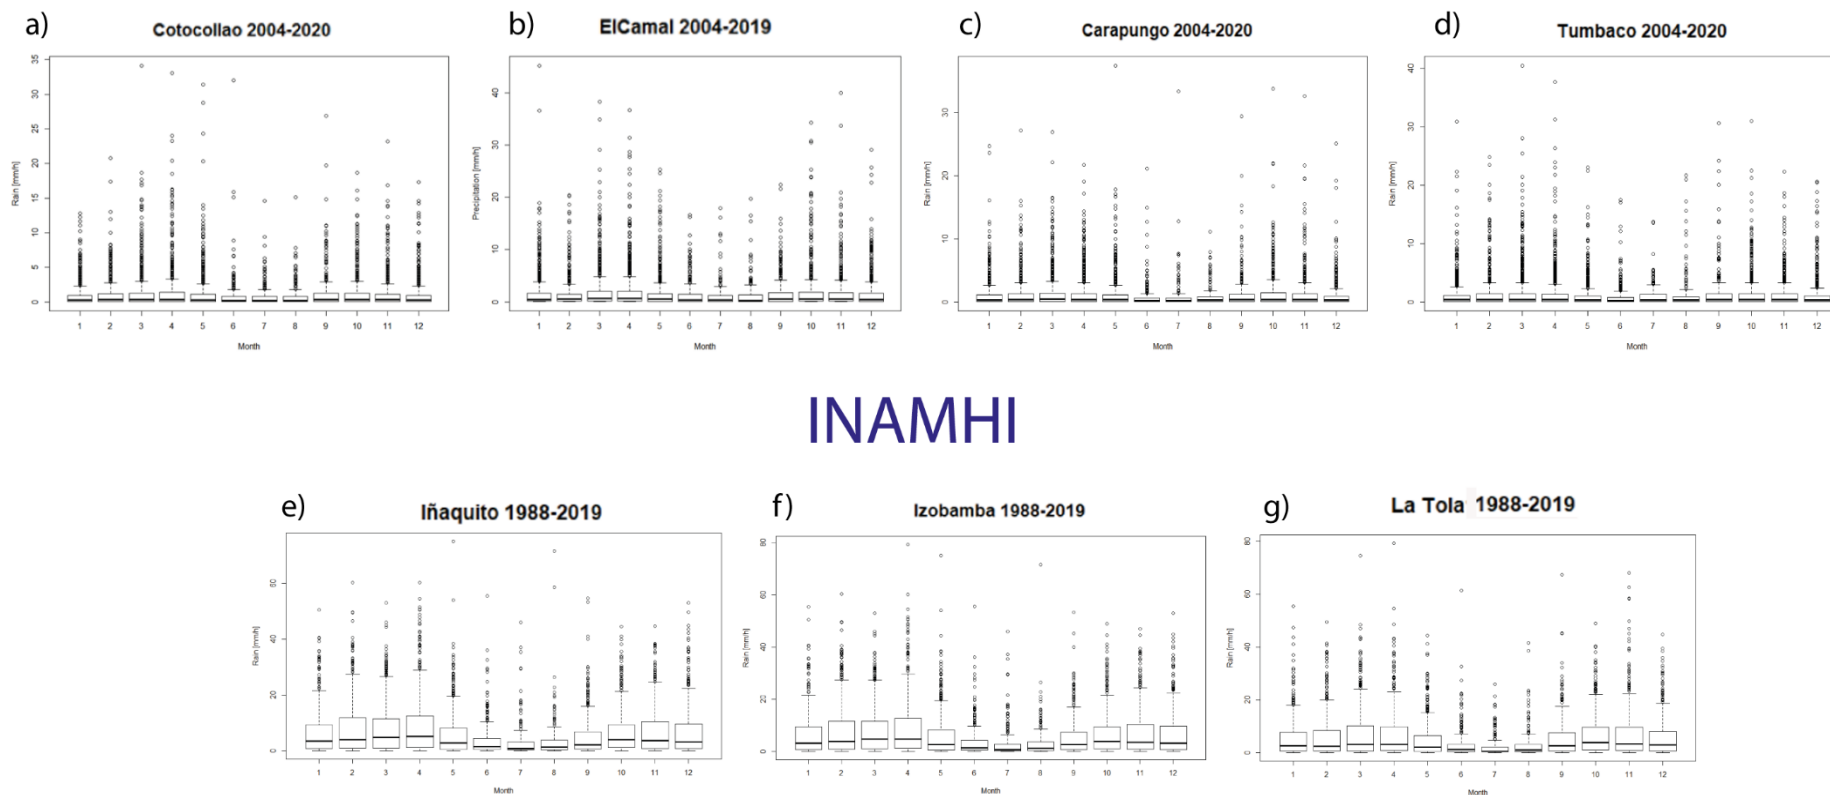 a)
Cotocollao 2004-2020
35
30
25
20
15
10
5
0
Rain [mm/h]
1 2 3 4 5 6 7 8 9 10 11 12
Month
b)
ElCamal 2004-2019
40
30
20
10
0
Precipitation [mm/h]
1 2 3 4 5 6 7 8 9 10 11 12
Month
c)
Carapungo 2004-2020
30
20
10
0
Rain [mm/h]
1 2 3 4 5 6 7 8 9 10 11 12
Month
d)
Tumbaco 2004-2020
40
30
20
10
0
Rain [mm/h]
1 2 3 4 5 6 7 8 9 10 11 12
Month
INAMHI
e)
Iñaquito 1988-2019
60
40
20
0
Rain [mm/h]
1 2 3 4 5 6 7 8 9 10 11 12
Month
f)
Izobamba 1988-2019
80
60
40
20
0
Rain [mm/h]
1 2 3 4 5 6 7 8 9 10 11 12
Month
g)
La Tola 1988-2019
80
60
40
20
0
Rain [mm/h]
1 2 3 4 5 6 7 8 9 10 11 12
Month